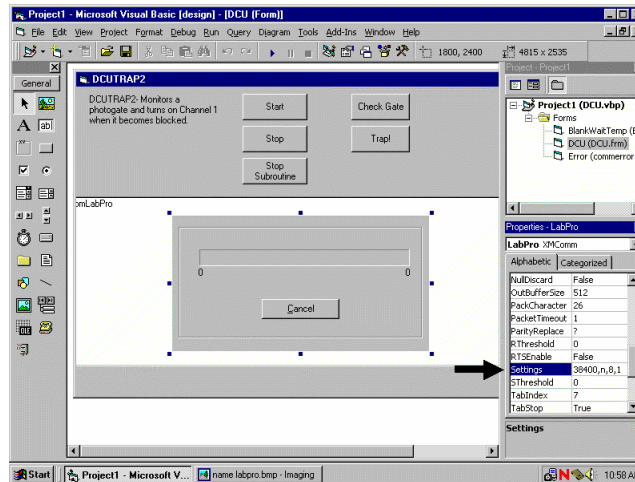 Project1 - Microsoft Visual Basic [design] - [DCU (Form)]
File Edit View Project Format Debug Run Query Diagram Tools Add-Ins Window Help
1800, 2400 4815 x 2535
General
A ab|
DCUTRAP2
DCUTRAP2- Monitors a
photogate and turns on Channel 1
when it becomes blocked.
Start
Check Gate
Stop
Trap!
Stop
Subroutine
omLabPro
0 0
Cancel
Project - Project1
Project1 (DCU.vbp)
Forms
BlankWaitTemp (B
DCU (DCU.frm)
Error (commerror
Properties - LabPro
LabPro XMComm
Alphabetic Categorized
NullDiscard False
OutBufferSize 512
PackCharacter 26
PacketTimeout 1
ParityReplace ?
RThreshold 0
RTSEnable False
Settings 38400,n,8,1
SThreshold 0
TabIndex 7
TabStop True
Settings
Start Project1 - Microsoft V... name labpro.bmp - Imaging 10:58 A